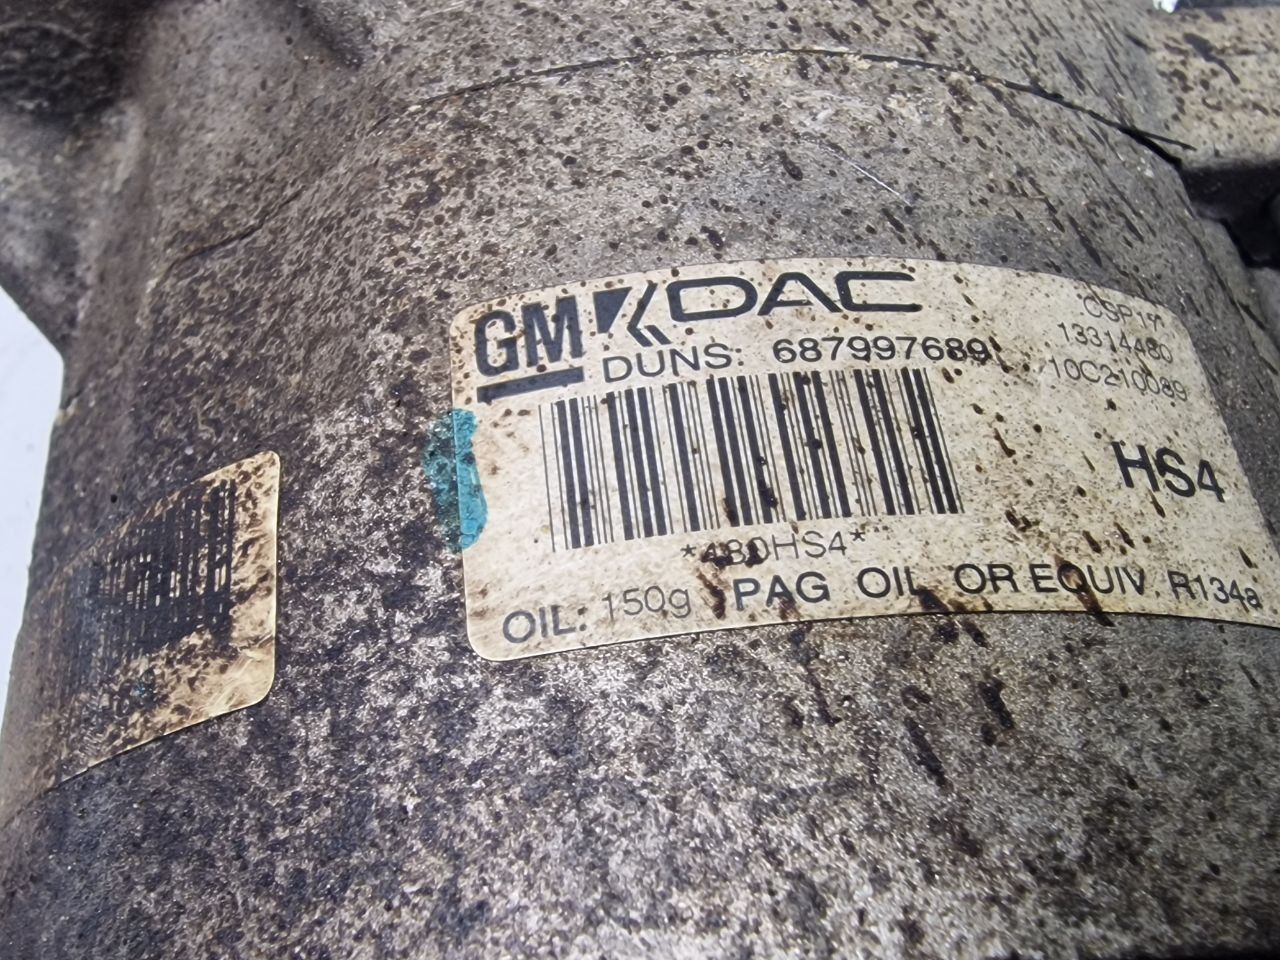 GM DAC
DUNS: 687997689
CSP17
13314480
10C210089
HS4
*480HS4*
OIL: 150g PAG OIL OR EQUIV. R134a